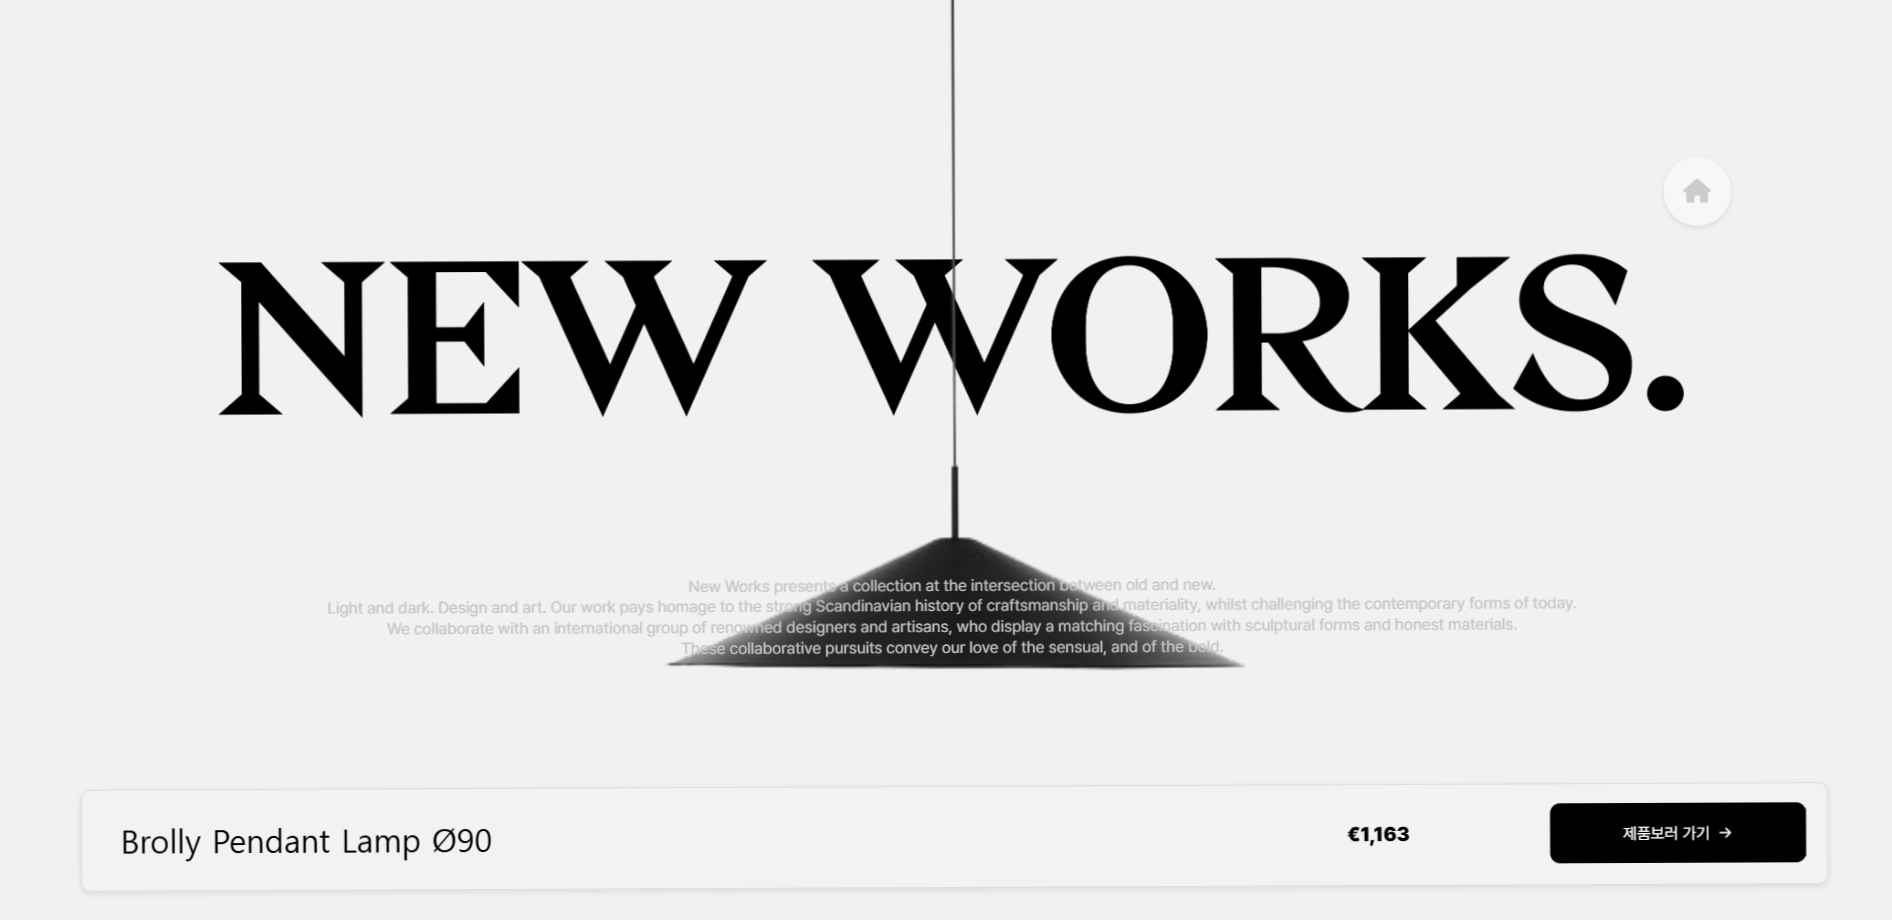 NEW WORKS.
New Works presents a collection at the intersection between old and new.
Light and dark. Design and art. Our work pays homage to the strong Scandinavian history of craftsmanship and materiality, whilst challenging the contemporary forms of today.
We collaborate with an international group of renowned designers and artisans, who display a matching fascination with sculptural forms and honest materials.
These collaborative pursuits convey our love of the sensual, and of the bold.
Brolly Pendant Lamp Ø90
€1,163
제품보러 가기 →